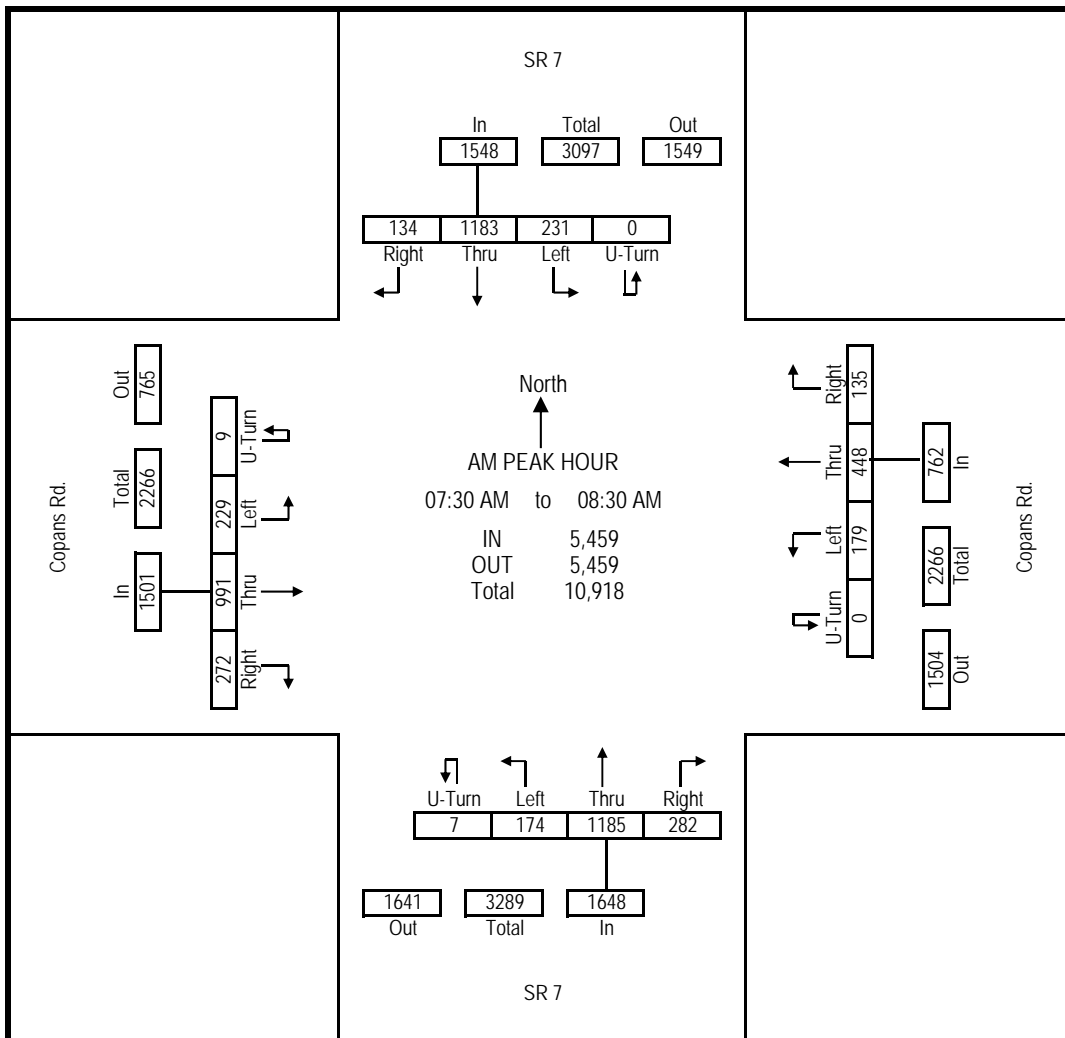 SR 7
In Total Out
1548 3097 1549
134 1183 231 0
Right Thru Left U-Turn
Copans Rd.
Out 765
Total 2266
In 1501
9 U-Turn
229 Left
991 Thru
272 Right
North
AM PEAK HOUR
07:30 AM to 08:30 AM
IN 5,459
OUT 5,459
Total 10,918
Right 135
Thru 448
Left 179
U-Turn 0
762 In
2266 Total
1504 Out
Copans Rd.
U-Turn Left Thru Right
7 174 1185 282
1641 3289 1648
Out Total In
SR 7